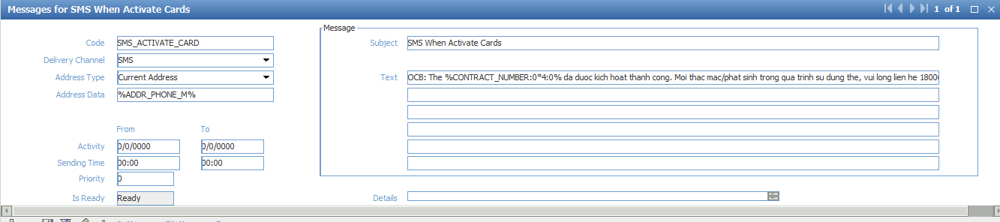 Messages for SMS When Activate Cards
1 of 1
Message
Code SMS_ACTIVATE_CARD
Subject SMS When Activate Cards
Delivery Channel SMS
Address Type Current Address
Text OCB: The %CONTRACT_NUMBER:0*4:0% da duoc kich hoat thanh cong. Moi thac mac/phat sinh trong qua trinh su dung the, vui long lien he 1800
Address Data %ADDR_PHONE_M%
From To
Activity 0/0/0000 0/0/0000
Sending Time 00:00 00:00
Priority 0
Is Ready Ready
Details